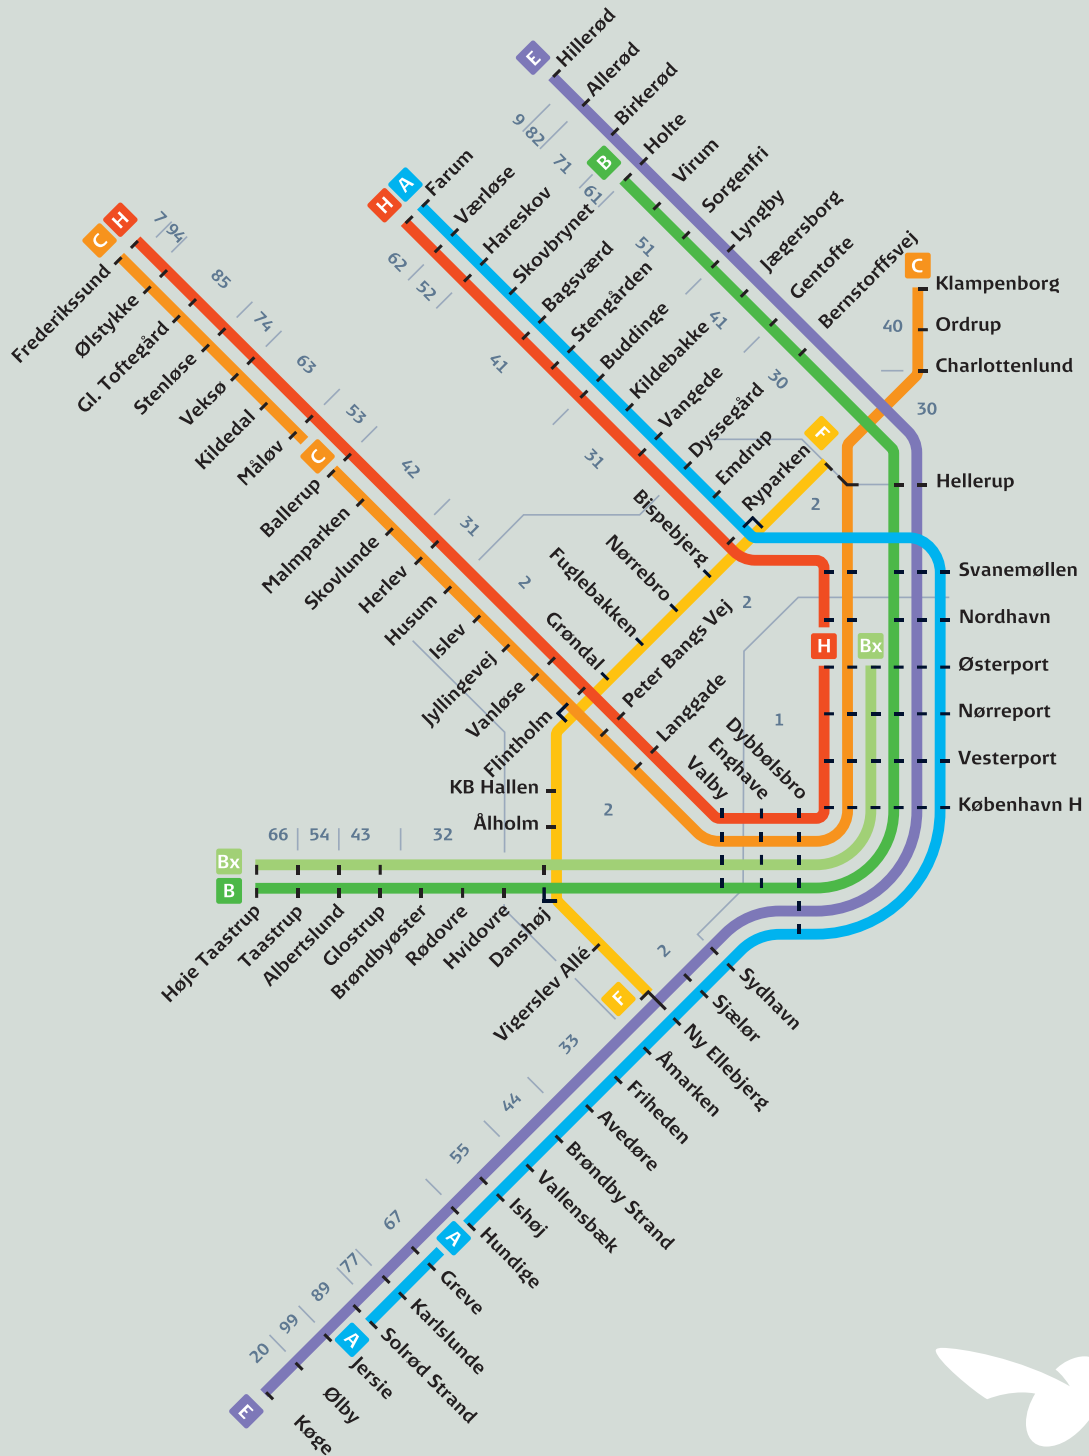 E
Hillerød
Allerød
Birkerød
Holte
Virum
Sorgenfri
Lyngby
Jægersborg
Gentofte
Bernstorffsvej
9
82
71
61
51
41
30
B
H
A
Farum
Værløse
Hareskov
Skovbrynet
Bagsværd
Stengården
Buddinge
Kildebakke
Vangede
Dyssegård
Emdrup
Ryparken
62
52
41
31
F
2
C
Klampenborg
Ordrup
Charlottenlund
40
30
Hellerup
Svanemøllen
Nordhavn
Østerport
Nørreport
Vesterport
København H
H
Bx
C
H
7
94
85
74
63
53
42
31
2
Frederikssund
Ølstykke
Gl. Toftegård
Stenløse
Veksø
Kildedal
Måløv
C
Ballerup
Malmparken
Skovlunde
Herlev
Husum
Islev
Jyllingevej
Vanløse
Flintholm
Bispebjerg
Nørrebro
Fuglebakken
Grøndal
2
Peter Bangs Vej
Langgade
Valby
Enghave
Dybbølsbro
1
KB Hallen
Ålholm
2
66
54
43
32
Bx
B
Høje Taastrup
Taastrup
Albertslund
Glostrup
Brøndbyøster
Rødovre
Hvidovre
Danshøj
Vigerslev Allé
F
2
33
44
55
67
77
89
99
20
Sydhavn
Sjælør
Ny Ellebjerg
Åmarken
Friheden
Avedøre
Brøndby Strand
Vallensbæk
Ishøj
Hundige
A
Greve
Karlslunde
Solrød Strand
A
Jersie
Ølby
Køge
E